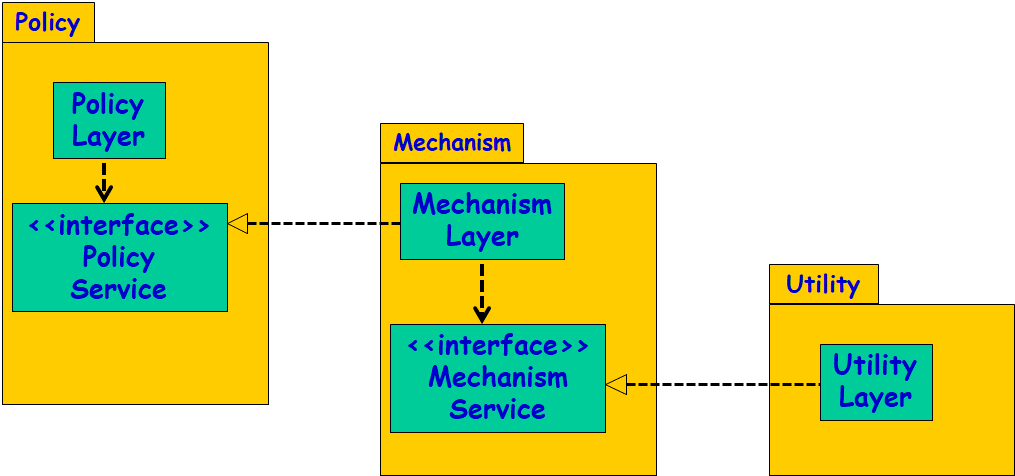 Policy
Policy
Layer
<<interface>>
Policy
Service
Mechanism
Mechanism
Layer
<<interface>>
Mechanism
Service
Utility
Utility
Layer